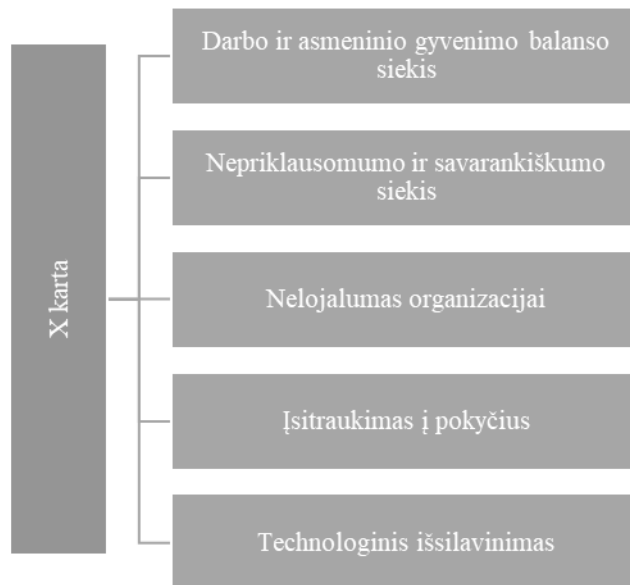 X karta
Darbo ir asmeninio gyvenimo balanso
siekis
Nepriklausomumo ir savarankiškumo
siekis
Nelojalumas organizacijai
Įsitraukimas į pokyčius
Technologinis išsilavinimas